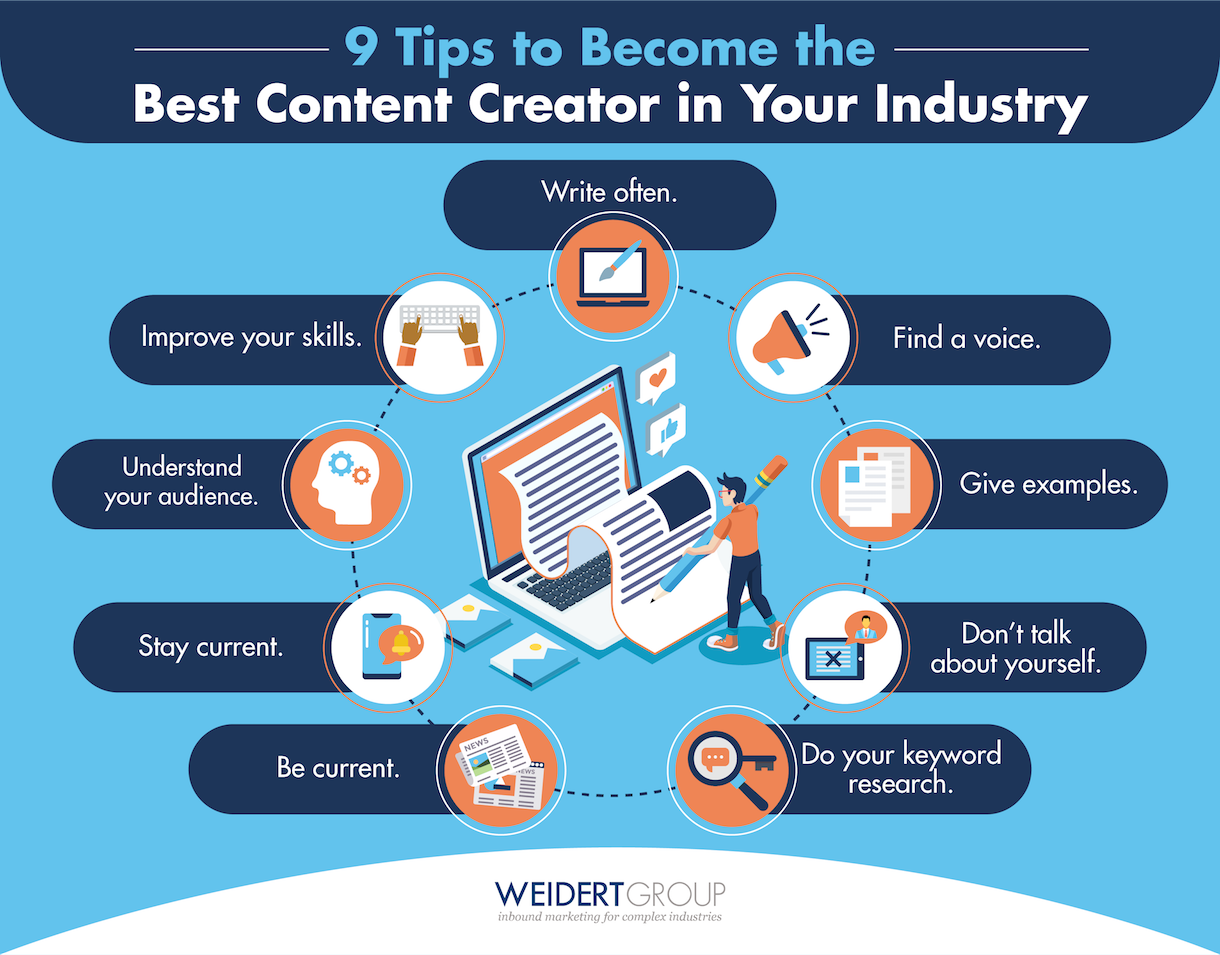 9 Tips to Become the
Best Content Creator in Your Industry
Write often.
Find a voice.
Give examples.
Don't talk
about yourself.
Do your keyword
research.
Be current.
NEWS
NEWS
Stay current.
Understand
your audience.
Improve your skills.
WEIDERTGROUP
inbound marketing for complex industries